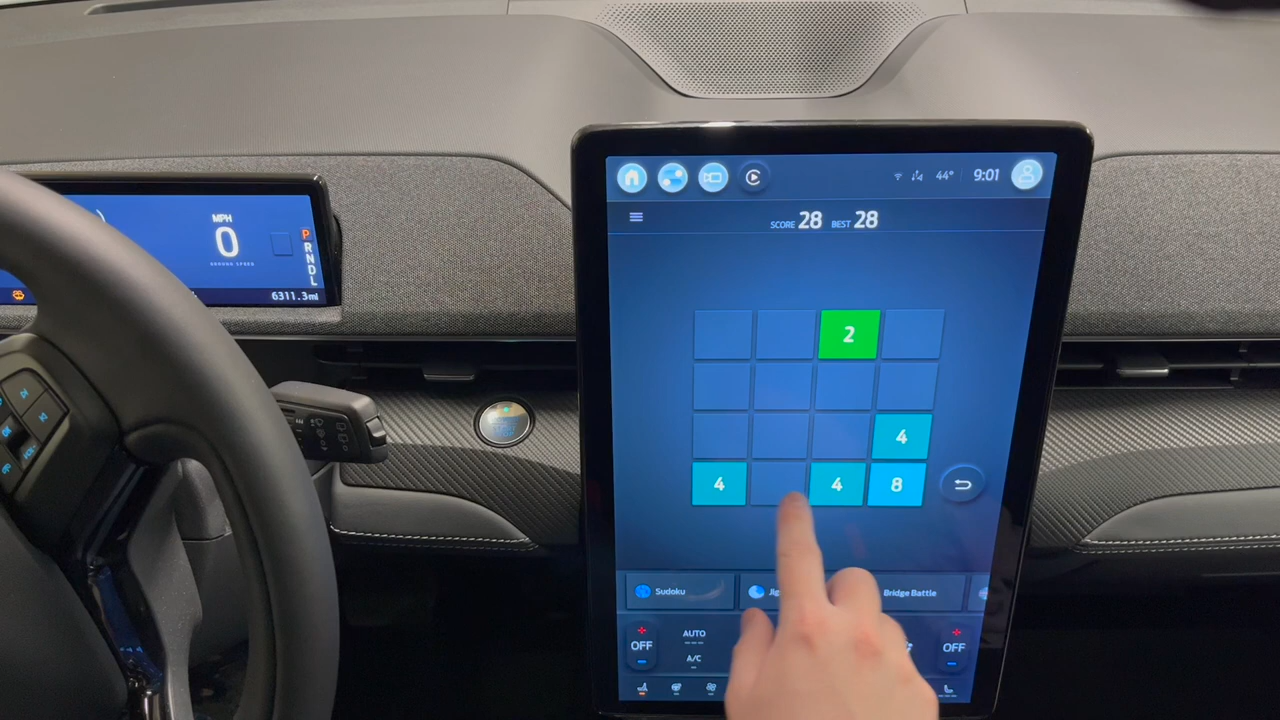 44°
9:01
SCORE 28 BEST 28
MPH
0
P
R
N
D
L
6311.3mi
2
4
4
4
8
Sudoku
Bridge Battle
OFF
AUTO
A/C
OFF